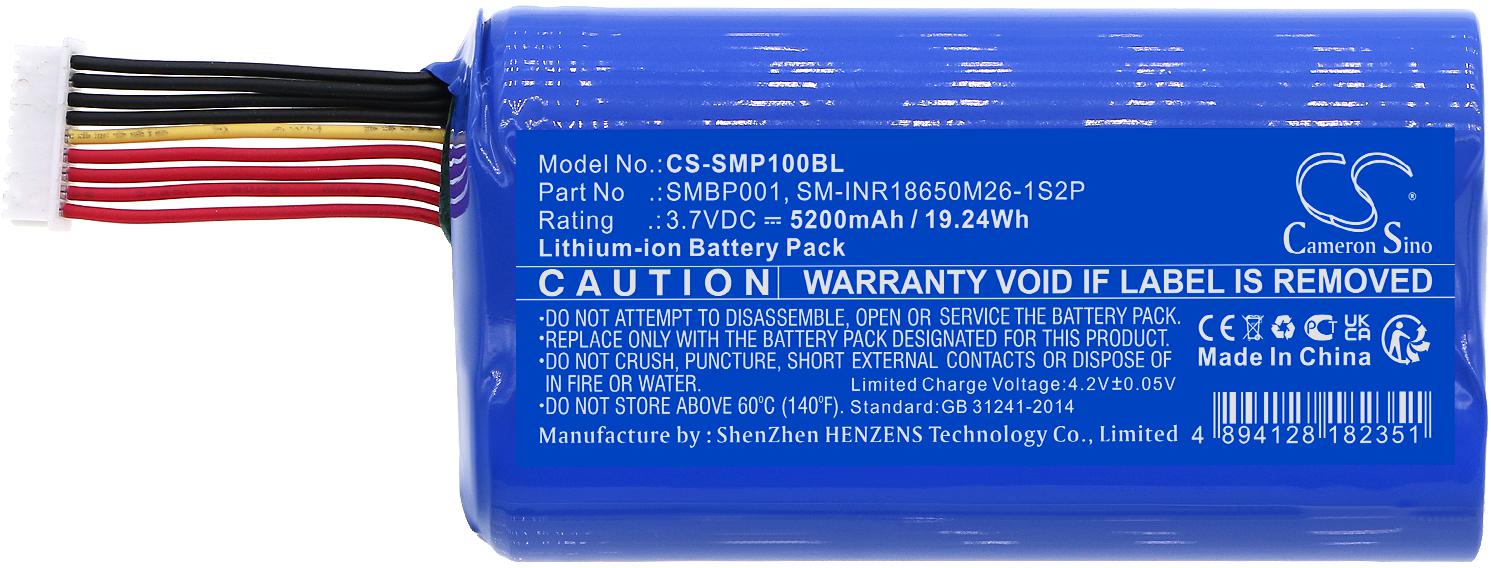 Model No.:CS-SMP100BL
Part No .:SMBP001, SM-INR18650M26-1S2P
Rating .:3.7VDC ⎓ 5200mAh / 19.24Wh
Lithium-ion Battery Pack
CS
®
Cameron Sino
CAUTION WARRANTY VOID IF LABEL IS REMOVED
•DO NOT ATTEMPT TO DISASSEMBLE, OPEN OR SERVICE THE BATTERY PACK.
•REPLACE ONLY WITH THE BATTERY PACK DESIGNATED FOR THIS PRODUCT.
•DO NOT CRUSH, PUNCTURE, SHORT EXTERNAL CONTACTS OR DISPOSE OF
IN FIRE OR WATER.
Limited Charge Voltage:4.2V±0.05V
•DO NOT STORE ABOVE 60°C (140°F). Standard:GB 31241-2014
Manufacture by : ShenZhen HENZENS Technology Co., Limited
CE PCT UK CA
Made In China
4 894128 182351